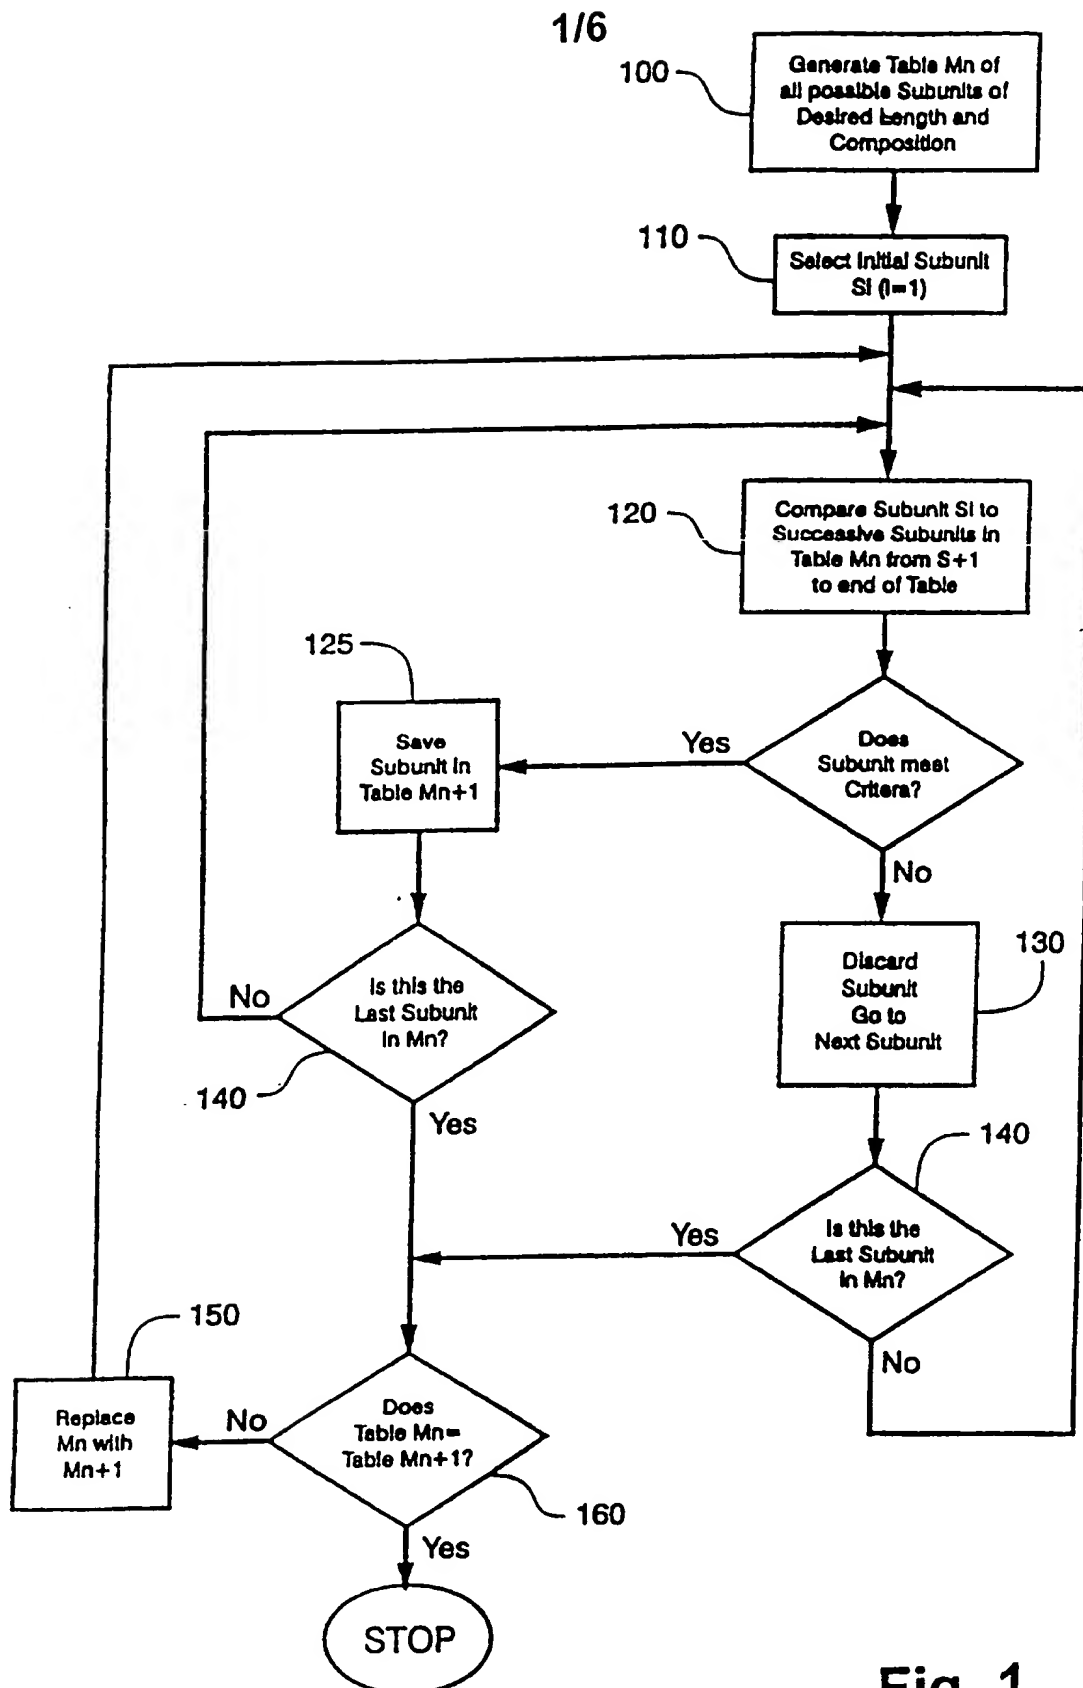 1/6
100
Generate Table Mn of
all possible Subunits of
Desired Length and
Composition
110
Select Initial Subunit
SI (I=1)
120
Compare Subunit SI to
Successive Subunits in
Table Mn from S+1
to end of Table
125
Save
Subunit in
Table Mn+1
Yes
Does
Subunit meet
Critera?
No
130
Discard
Subunit
Go to
Next Subunit
Is this the
Last Subunit
in Mn?
No
140
Yes
140
Is this the
Last Subunit
in Mn?
Yes
No
150
Replace
Mn with
Mn+1
No
Does
Table Mn=
Table Mn+1?
160
Yes
STOP
Fig. 1